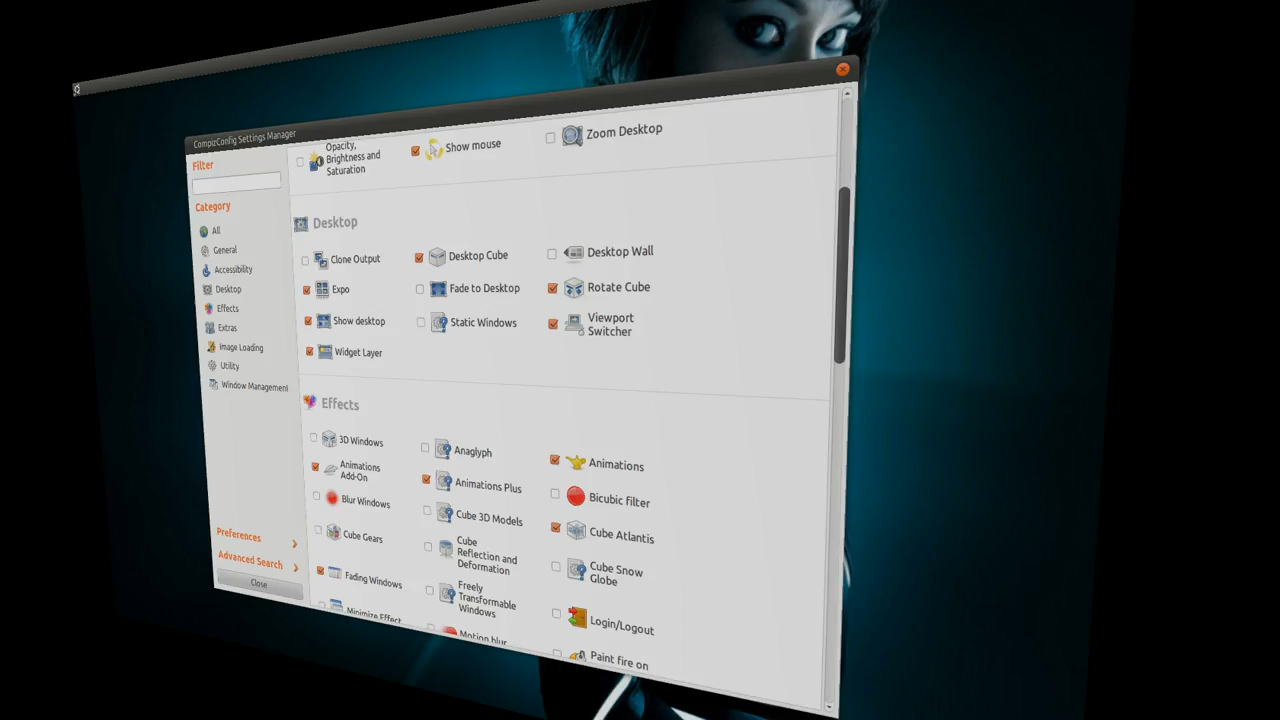 CompizConfig Settings Manager
Filter
Category
All
General
Accessibility
Desktop
Effects
Extras
Image Loading
Utility
Window Management
Preferences
Advanced Search
Close
Opacity,
Brightness and
Saturation
Show mouse
Zoom Desktop
Desktop
Clone Output
Desktop Cube
Desktop Wall
Expo
Fade to Desktop
Rotate Cube
Show desktop
Static Windows
Viewport
Switcher
Widget Layer
Effects
3D Windows
Anaglyph
Animations
Animations
Add-On
Animations Plus
Bicubic filter
Blur Windows
Cube 3D Models
Cube Atlantis
Cube Gears
Cube
Reflection and
Deformation
Cube Snow
Globe
Fading Windows
Freely
Transformable
Windows
Login/Logout
Minimize Effect
Motion blur
Paint fire on